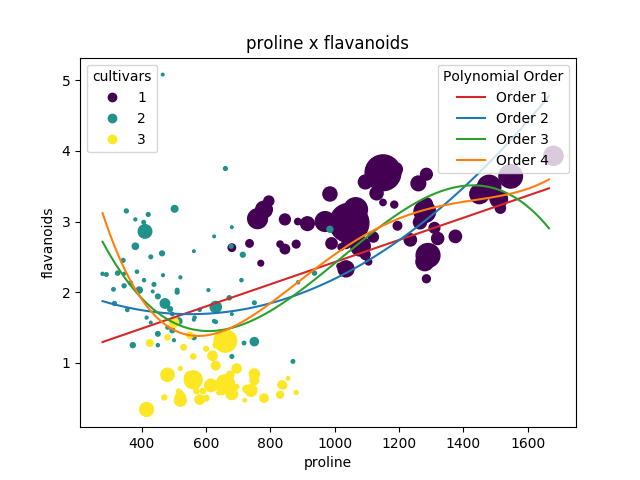 proline x flavanoids
cultivars
1
2
3
Polynomial Order
Order 1
Order 2
Order 3
Order 4
5
4
3
2
1
flavanoids
400 600 800 1000 1200 1400 1600
proline